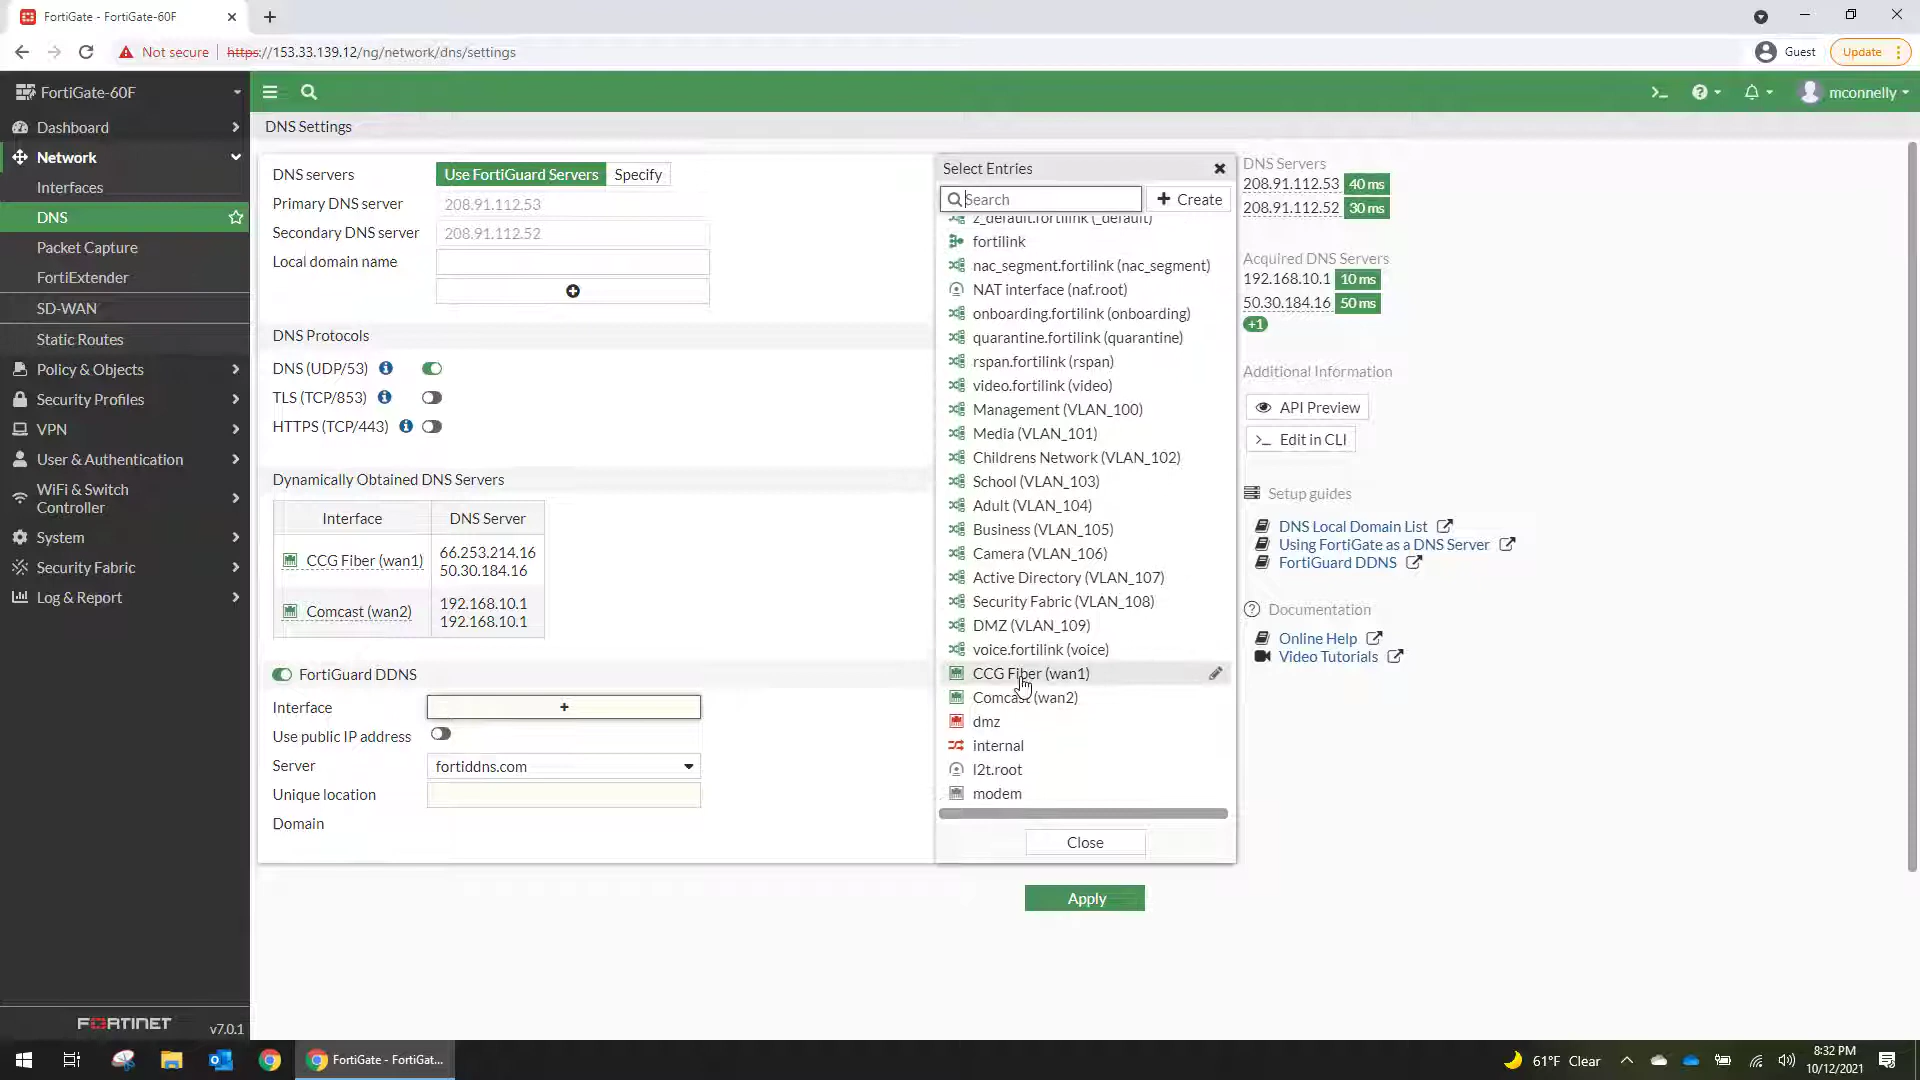 FortiGate - FortiGate-60F
Not secure
https://153.33.139.12/ng/network/dns/settings
Guest
Update
FortiGate-60F
mconnelly
Dashboard
Network
Interfaces
DNS
Packet Capture
FortiExtender
SD-WAN
Static Routes
Policy & Objects
Security Profiles
VPN
User & Authentication
WiFi & Switch
Controller
System
Security Fabric
Log & Report
FORTINET
v7.0.1
DNS Settings
DNS servers
Use FortiGuard Servers
Specify
Primary DNS server
208.91.112.53
Secondary DNS server
208.91.112.52
Local domain name
DNS Protocols
DNS (UDP/53)
TLS (TCP/853)
HTTPS (TCP/443)
Dynamically Obtained DNS Servers
Interface
DNS Server
CCG Fiber (wan1)
66.253.214.16
50.30.184.16
Comcast (wan2)
192.168.10.1
192.168.10.1
FortiGuard DDNS
Interface
+
Use public IP address
Server
fortiddns.com
Unique location
Domain
Select Entries
Search
+ Create
z_default.fortilink (_default)
fortilink
nac_segment.fortilink (nac_segment)
NAT interface (naf.root)
onboarding.fortilink (onboarding)
quarantine.fortilink (quarantine)
rspan.fortilink (rspan)
video.fortilink (video)
Management (VLAN_100)
Media (VLAN_101)
Childrens Network (VLAN_102)
School (VLAN_103)
Adult (VLAN_104)
Business (VLAN_105)
Camera (VLAN_106)
Active Directory (VLAN_107)
Security Fabric (VLAN_108)
DMZ (VLAN_109)
voice.fortilink (voice)
CCG Fiber (wan1)
Comcast (wan2)
dmz
internal
l2t.root
modem
Close
Apply
DNS Servers
208.91.112.53 40 ms
208.91.112.52 30 ms
Acquired DNS Servers
192.168.10.1 10 ms
50.30.184.16 50 ms
+1
Additional Information
API Preview
>_ Edit in CLI
Setup guides
DNS Local Domain List
Using FortiGate as a DNS Server
FortiGuard DDNS
Documentation
Online Help
Video Tutorials
FortiGate - FortiGat...
61°F Clear
8:32 PM
10/12/2021